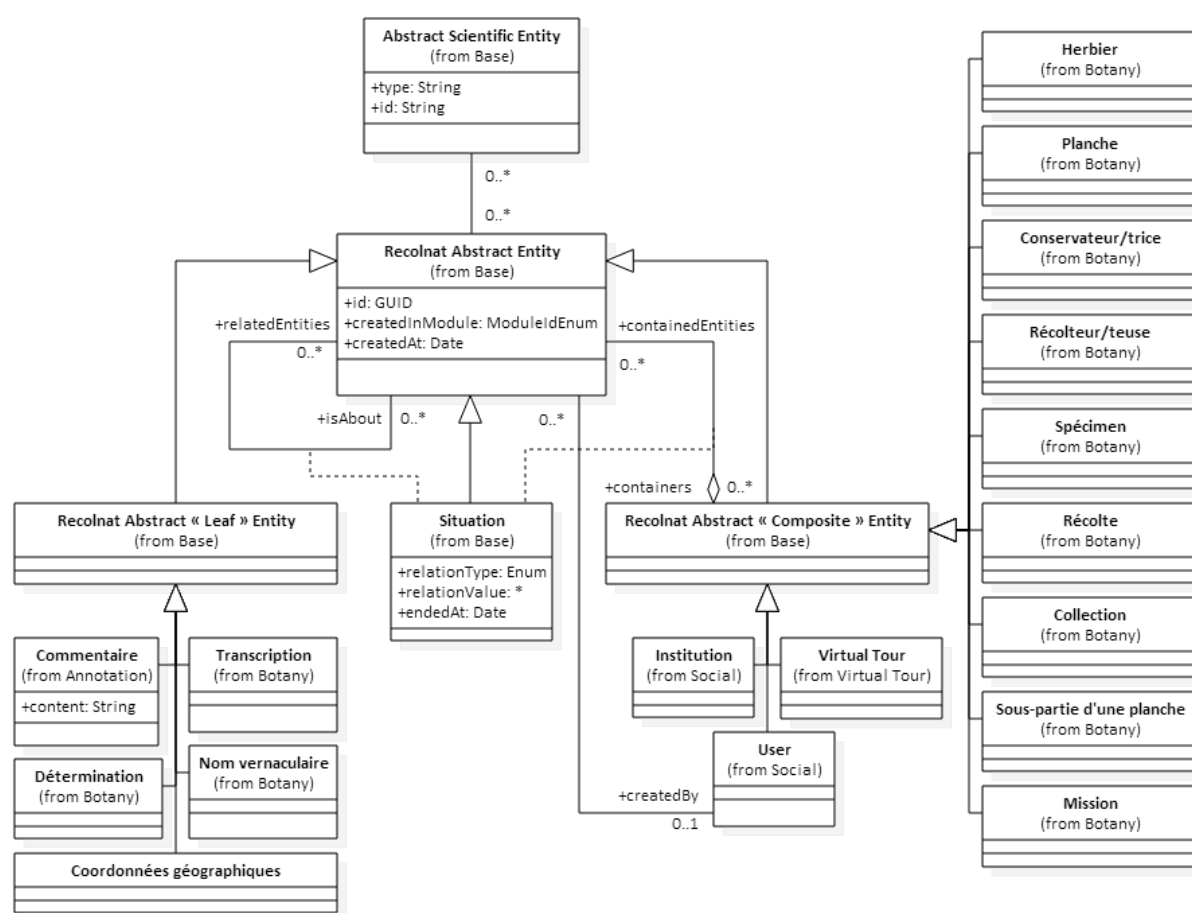 Abstract Scientific Entity
(from Base)
+type: String
+id: String
0..*
0..*
Recolnat Abstract Entity
(from Base)
+id: GUID
+createdInModule: ModuleIdEnum
+createdAt: Date
+relatedEntities
0..*
+containedEntities
0..*
+isAbout
0..*
0..*
+containers
0..*
Recolnat Abstract « Leaf » Entity
(from Base)
Situation
(from Base)
+relationType: Enum
+relationValue: *
+endedAt: Date
Recolnat Abstract « Composite » Entity
(from Base)
Commentaire
(from Annotation)
+content: String
Transcription
(from Botany)
Détermination
(from Botany)
Nom vernaculaire
(from Botany)
Coordonnées géographiques
Institution
(from Social)
Virtual Tour
(from Virtual Tour)
User
(from Social)
+createdBy
0..1
Herbier
(from Botany)
Planche
(from Botany)
Conservateur/trice
(from Botany)
Récolteur/teuse
(from Botany)
Spécimen
(from Botany)
Récolte
(from Botany)
Collection
(from Botany)
Sous-partie d'une planche
(from Botany)
Mission
(from Botany)